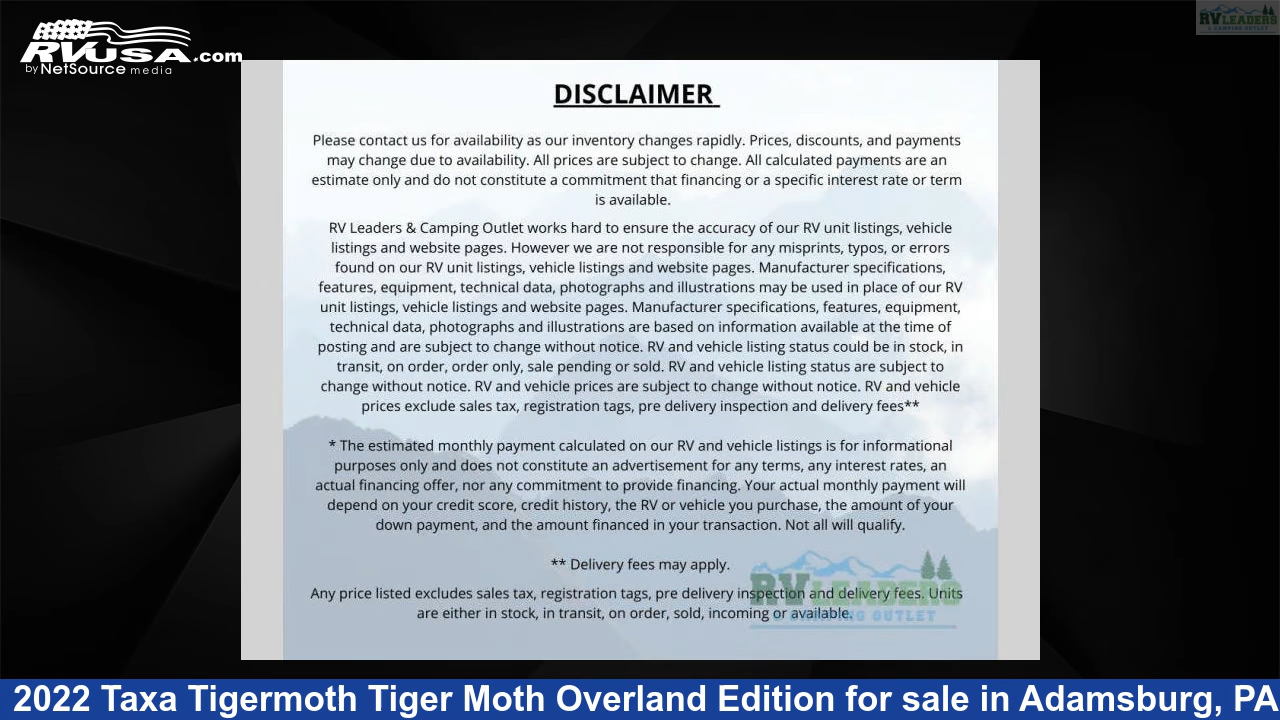 RVUSA.com
by NetSource media
RV LEADERS
& CAMPING OUTLET
DISCLAIMER
Please contact us for availability as our inventory changes rapidly. Prices, discounts, and payments
may change due to availability. All prices are subject to change. All calculated payments are an
estimate only and do not constitute a commitment that financing or a specific interest rate or term
is available.
RV Leaders & Camping Outlet works hard to ensure the accuracy of our RV unit listings, vehicle
listings and website pages. However we are not responsible for any misprints, typos, or errors
found on our RV unit listings, vehicle listings and website pages. Manufacturer specifications,
features, equipment, technical data, photographs and illustrations may be used in place of our RV
unit listings, vehicle listings and website pages. Manufacturer specifications, features, equipment,
technical data, photographs and illustrations are based on information available at the time of
posting and are subject to change without notice. RV and vehicle listing status could be in stock, in
transit, on order, order only, sale pending or sold. RV and vehicle listing status are subject to
change without notice. RV and vehicle prices are subject to change without notice. RV and vehicle
prices exclude sales tax, registration tags, pre delivery inspection and delivery fees**
* The estimated monthly payment calculated on our RV and vehicle listings is for informational
purposes only and does not constitute an advertisement for any terms, any interest rates, an
actual financing offer, nor any commitment to provide financing. Your actual monthly payment will
depend on your credit score, credit history, the RV or vehicle you purchase, the amount of your
down payment, and the amount financed in your transaction. Not all will qualify.
** Delivery fees may apply.
Any price listed excludes sales tax, registration tags, pre delivery inspection and delivery fees. Units
are either in stock, in transit, on order, sold, incoming or available.
RV LEADERS
& CAMPING OUTLET
2022 Taxa Tigermoth Tiger Moth Overland Edition for sale in Adamsburg, PA